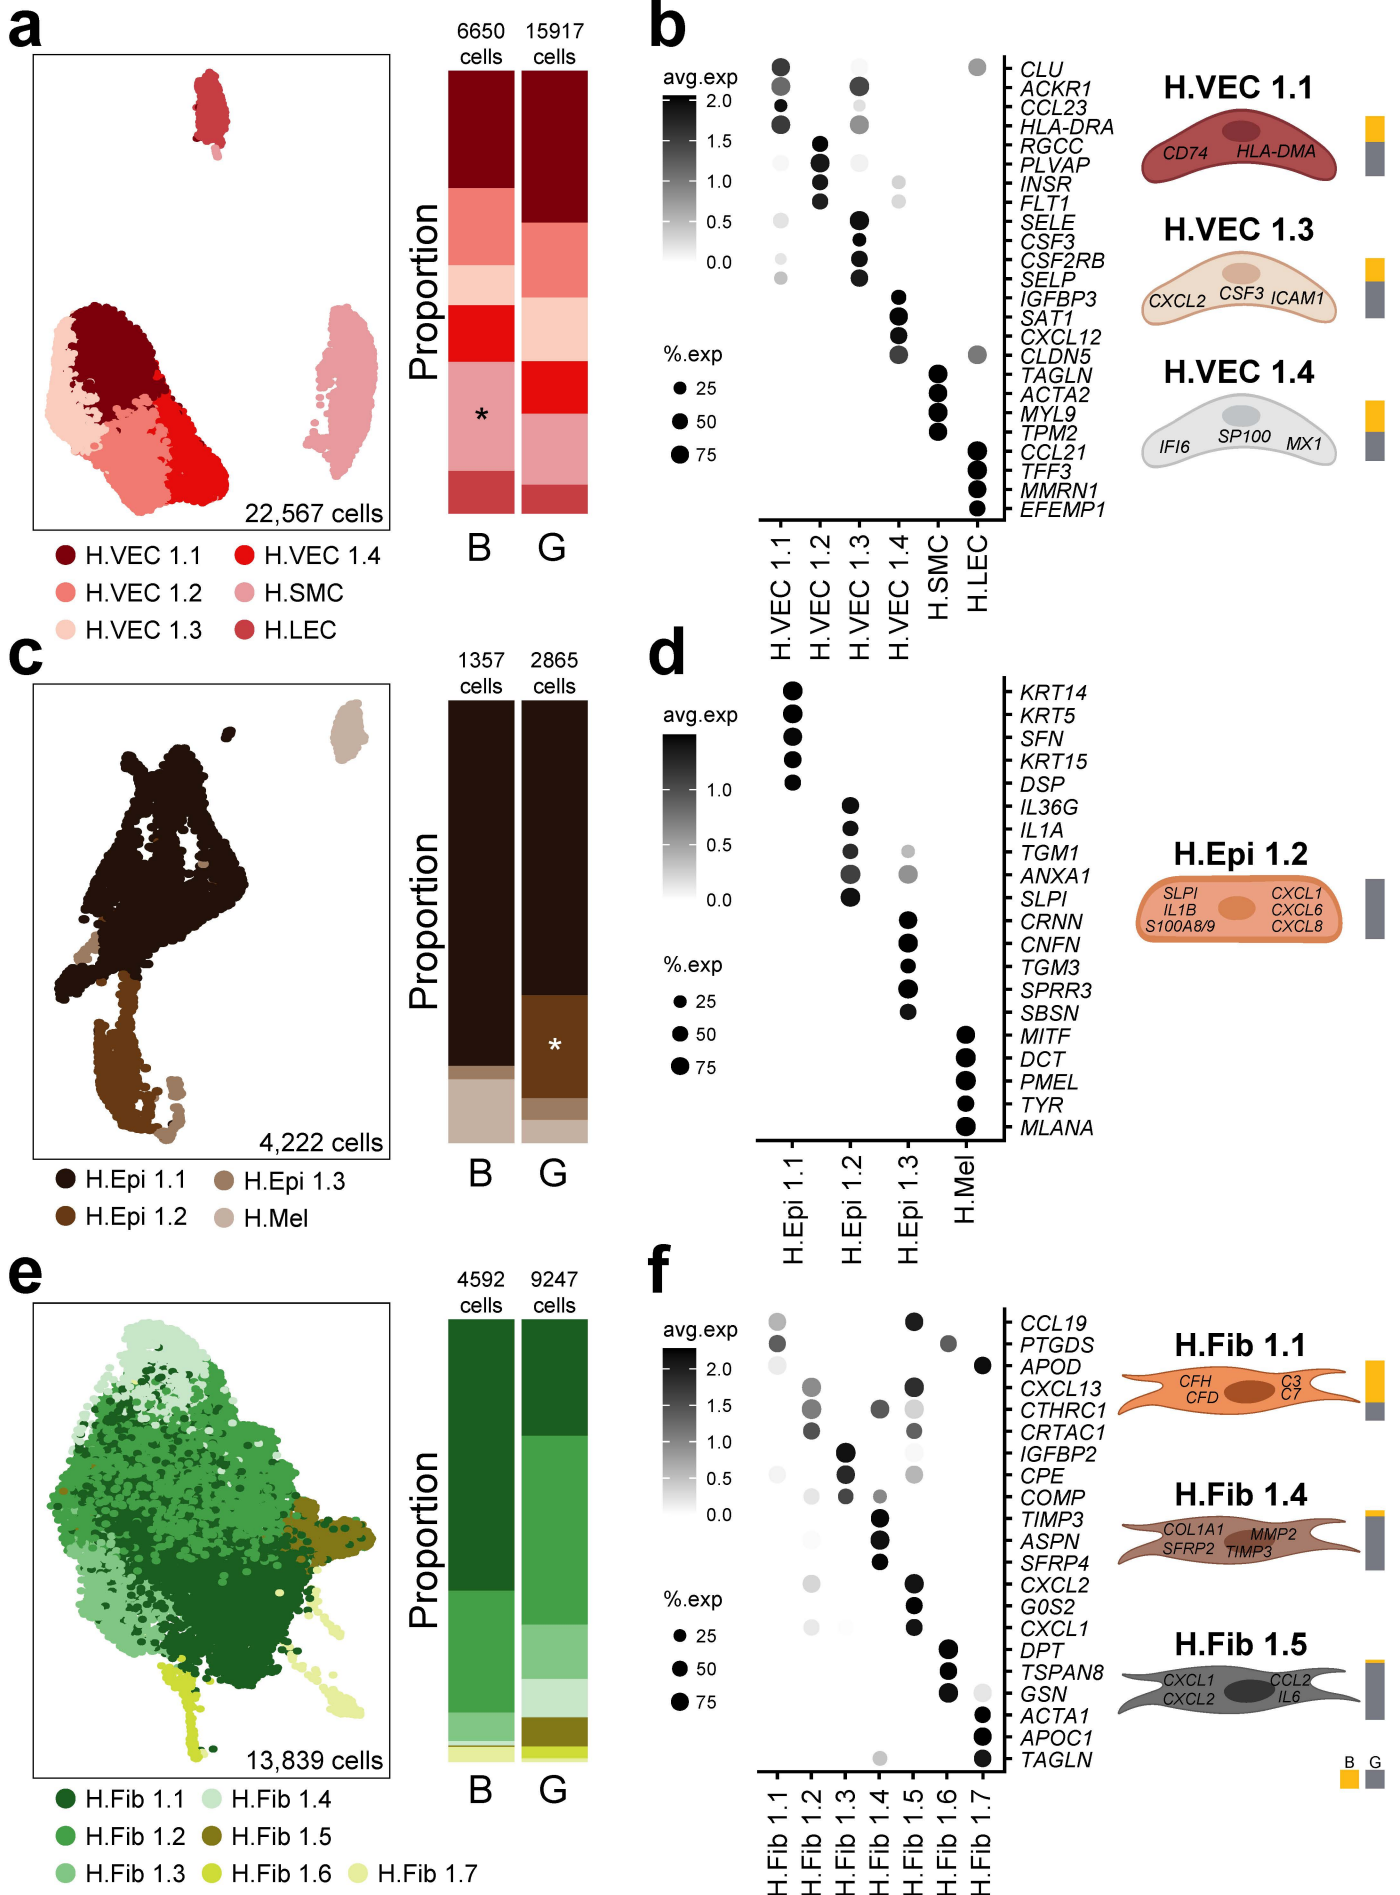 a
6650 15917
cells cells
Proportion
*
B G
22,567 cells
H.VEC 1.1 H.VEC 1.4
H.VEC 1.2 H.SMC
H.VEC 1.3 H.LEC
b
avg.exp
2.0
1.5
1.0
0.5
0.0
%.exp
25
50
75
CLU
ACKR1
CCL23
HLA-DRA
RGCC
PLVAP
INSR
FLT1
SELE
CSF3
CSF2RB
SELP
IGFBP3
SAT1
CXCL12
CLDN5
TAGLN
ACTA2
MYL9
TPM2
CCL21
TFF3
MMRN1
EFEMP1
H.VEC 1.1
H.VEC 1.2
H.VEC 1.3
H.VEC 1.4
H.SMC
H.LEC
H.VEC 1.1
CD74 HLA-DMA
H.VEC 1.3
CXCL2 CSF3 ICAM1
H.VEC 1.4
IFI6 SP100 MX1
c
1357 2865
cells cells
Proportion
*
B G
4,222 cells
H.Epi 1.1 H.Epi 1.3
H.Epi 1.2 H.Mel
d
avg.exp
1.0
0.5
0.0
%.exp
25
50
75
KRT14
KRT5
SFN
KRT15
DSP
IL36G
IL1A
TGM1
ANXA1
SLPI
CRNN
CNFN
TGM3
SPRR3
SBSN
MITF
DCT
PMEL
TYR
MLANA
H.Epi 1.1
H.Epi 1.2
H.Epi 1.3
H.Mel
H.Epi 1.2
SLPI CXCL1
IL1B CXCL6
S100A8/9 CXCL8
e
4592 9247
cells cells
Proportion
B G
13,839 cells
H.Fib 1.1 H.Fib 1.4
H.Fib 1.2 H.Fib 1.5
H.Fib 1.3 H.Fib 1.6 H.Fib 1.7
f
avg.exp
2.0
1.5
1.0
0.5
0.0
%.exp
25
50
75
CCL19
PTGDS
APOD
CXCL13
CTHRC1
CRTAC1
IGFBP2
CPE
COMP
TIMP3
ASPN
SFRP4
CXCL2
G0S2
CXCL1
DPT
TSPAN8
GSN
ACTA1
APOC1
TAGLN
H.Fib 1.1
H.Fib 1.2
H.Fib 1.3
H.Fib 1.4
H.Fib 1.5
H.Fib 1.6
H.Fib 1.7
H.Fib 1.1
CFH C3
CFD C7
H.Fib 1.4
COL1A1 MMP2
SFRP2 TIMP3
H.Fib 1.5
CXCL1 CCL2
CXCL2 IL6
B G